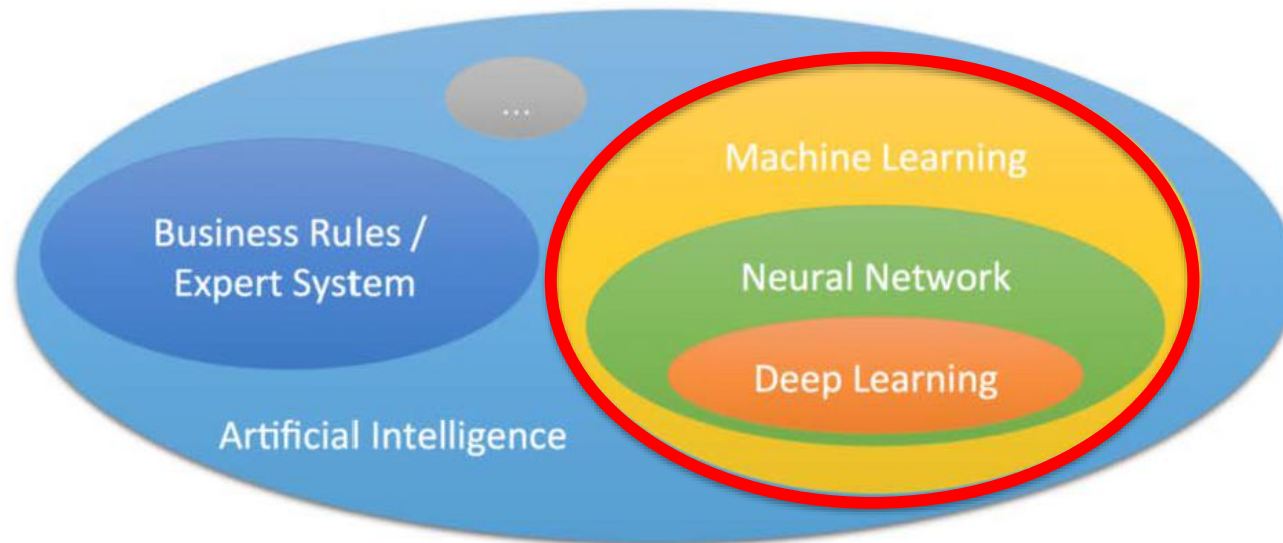 ...
Machine Learning
Business Rules /
Expert System
Neural Network
Deep Learning
Artificial Intelligence